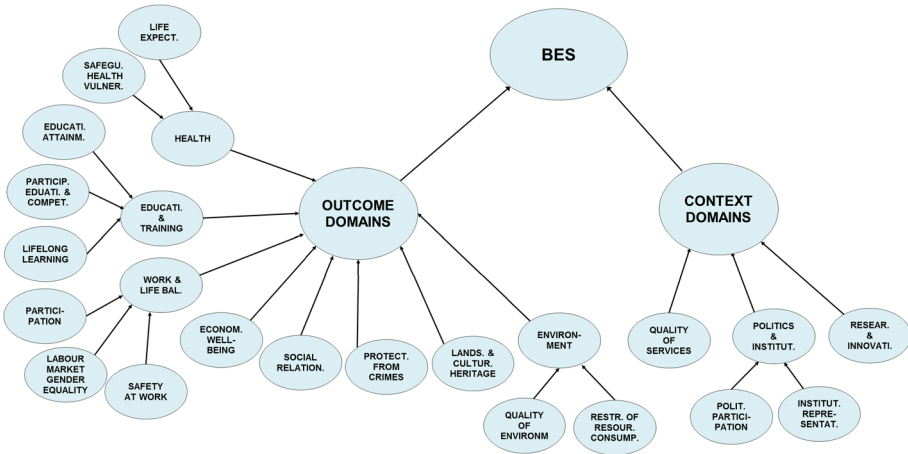 LIFE
EXPECT.
BES
SAFEGU.
HEALTH
VULNER.
HEALTH
EDUCATI.
ATTAINM.
PARTICIP.
EDUATI. &
COMPET.
EDUCATI.
&
TRAINING
OUTCOME
DOMAINS
CONTEXT
DOMAINS
LIFELONG
LEARNING
WORK &
LIFE BAL.
PARTICI-
PATION
ECONOM.
WELL-
BEING
SOCIAL
RELATION.
PROTECT.
FROM
CRIMES
LANDS. &
CULTUR.
HERITAGE
ENVIRON-
MENT
QUALITY
OF
SERVICES
POLITICS
&
INSTITUT.
RESEAR.
&
INNOVATI.
LABOUR
MARKET
GENDER
EQUALITY
SAFETY
AT WORK
QUALITY
OF
ENVIRONM
RESTR. OF
RESOUR.
CONSUMP.
POLIT.
PARTICI-
PATION
INSTITUT.
REPRE-
SENTAT.